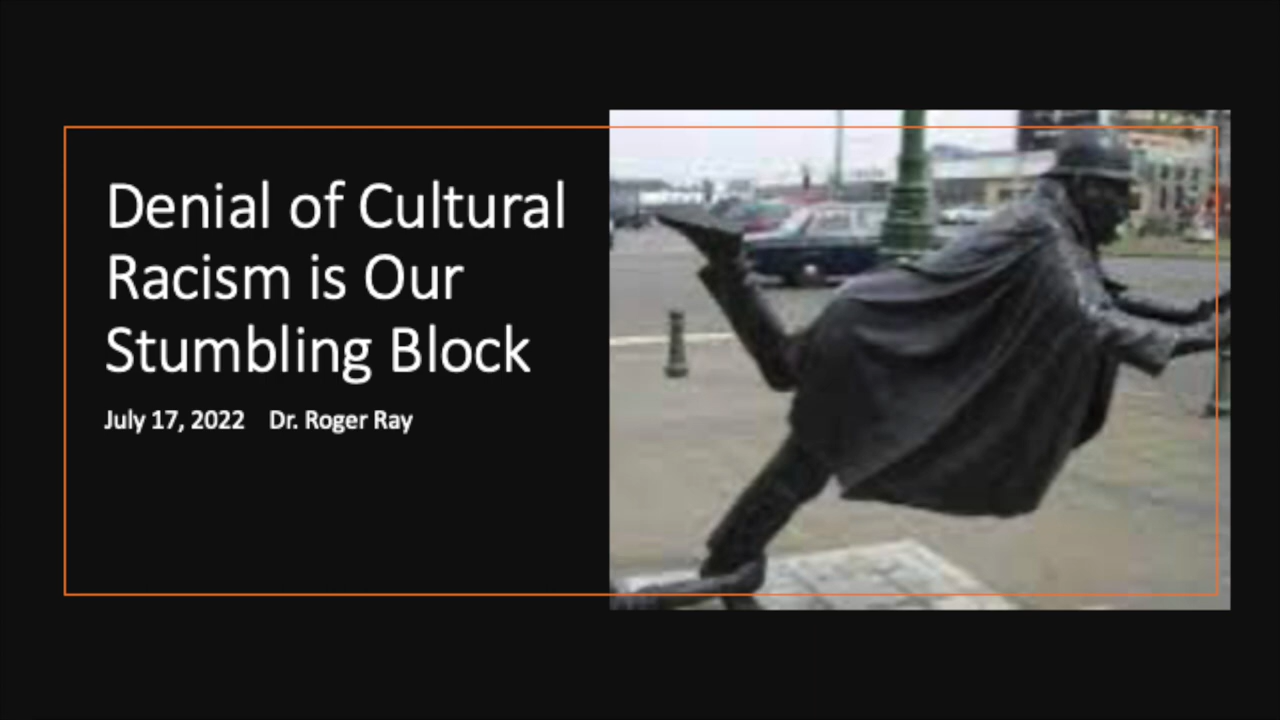 Denial of Cultural
Racism is Our
Stumbling Block
July 17, 2022 Dr. Roger Ray